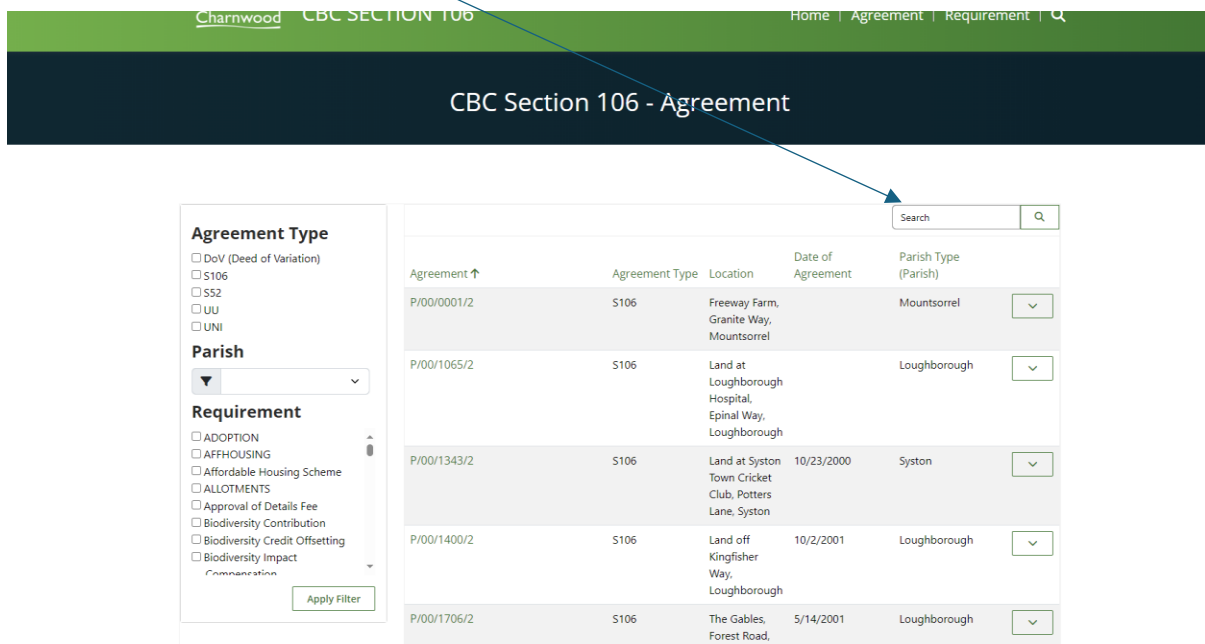 Charnwood CBC SECTION 106
Home | Agreement | Requirement |
CBC Section 106 - Agreement
Agreement Type
DoV (Deed of Variation)
S106
S52
UU
UNI
Parish
Requirement
ADOPTION
AFFHOUSING
Affordable Housing Scheme
ALLOTMENTS
Approval of Details Fee
Biodiversity Contribution
Biodiversity Credit Offsetting
Biodiversity Impact
Compensation
Apply Filter
Search
Agreement Agreement Type Location Date of Agreement Parish Type (Parish)
P/00/0001/2 S106 Freeway Farm, Mountsorrel
Granite Way,
Mountsorrel
P/00/1065/2 S106 Land at Loughborough
Loughborough
Hospital,
Epinal Way,
Loughborough
P/00/1343/2 S106 Land at Syston 10/23/2000 Syston
Town Cricket
Club, Potters
Lane, Syston
P/00/1400/2 S106 Land off 10/2/2001 Loughborough
Kingfisher
Way,
Loughborough
P/00/1706/2 S106 The Gables, 5/14/2001 Loughborough
Forest Road,